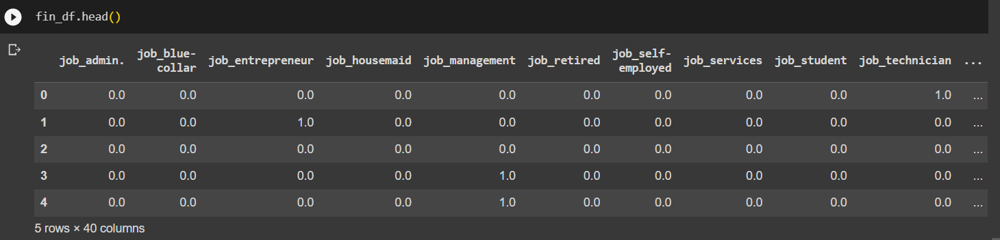 fin_df.head()
job_admin. job_blue-collar job_entrepreneur job_housemaid job_management job_retired job_self-employed job_services job_student job_technician ...
0 0.0 0.0 0.0 0.0 0.0 0.0 0.0 0.0 0.0 1.0 ...
1 0.0 0.0 1.0 0.0 0.0 0.0 0.0 0.0 0.0 0.0 ...
2 0.0 0.0 0.0 0.0 0.0 0.0 0.0 0.0 0.0 0.0 ...
3 0.0 0.0 0.0 0.0 1.0 0.0 0.0 0.0 0.0 0.0 ...
4 0.0 0.0 0.0 0.0 1.0 0.0 0.0 0.0 0.0 0.0 ...
5 rows × 40 columns